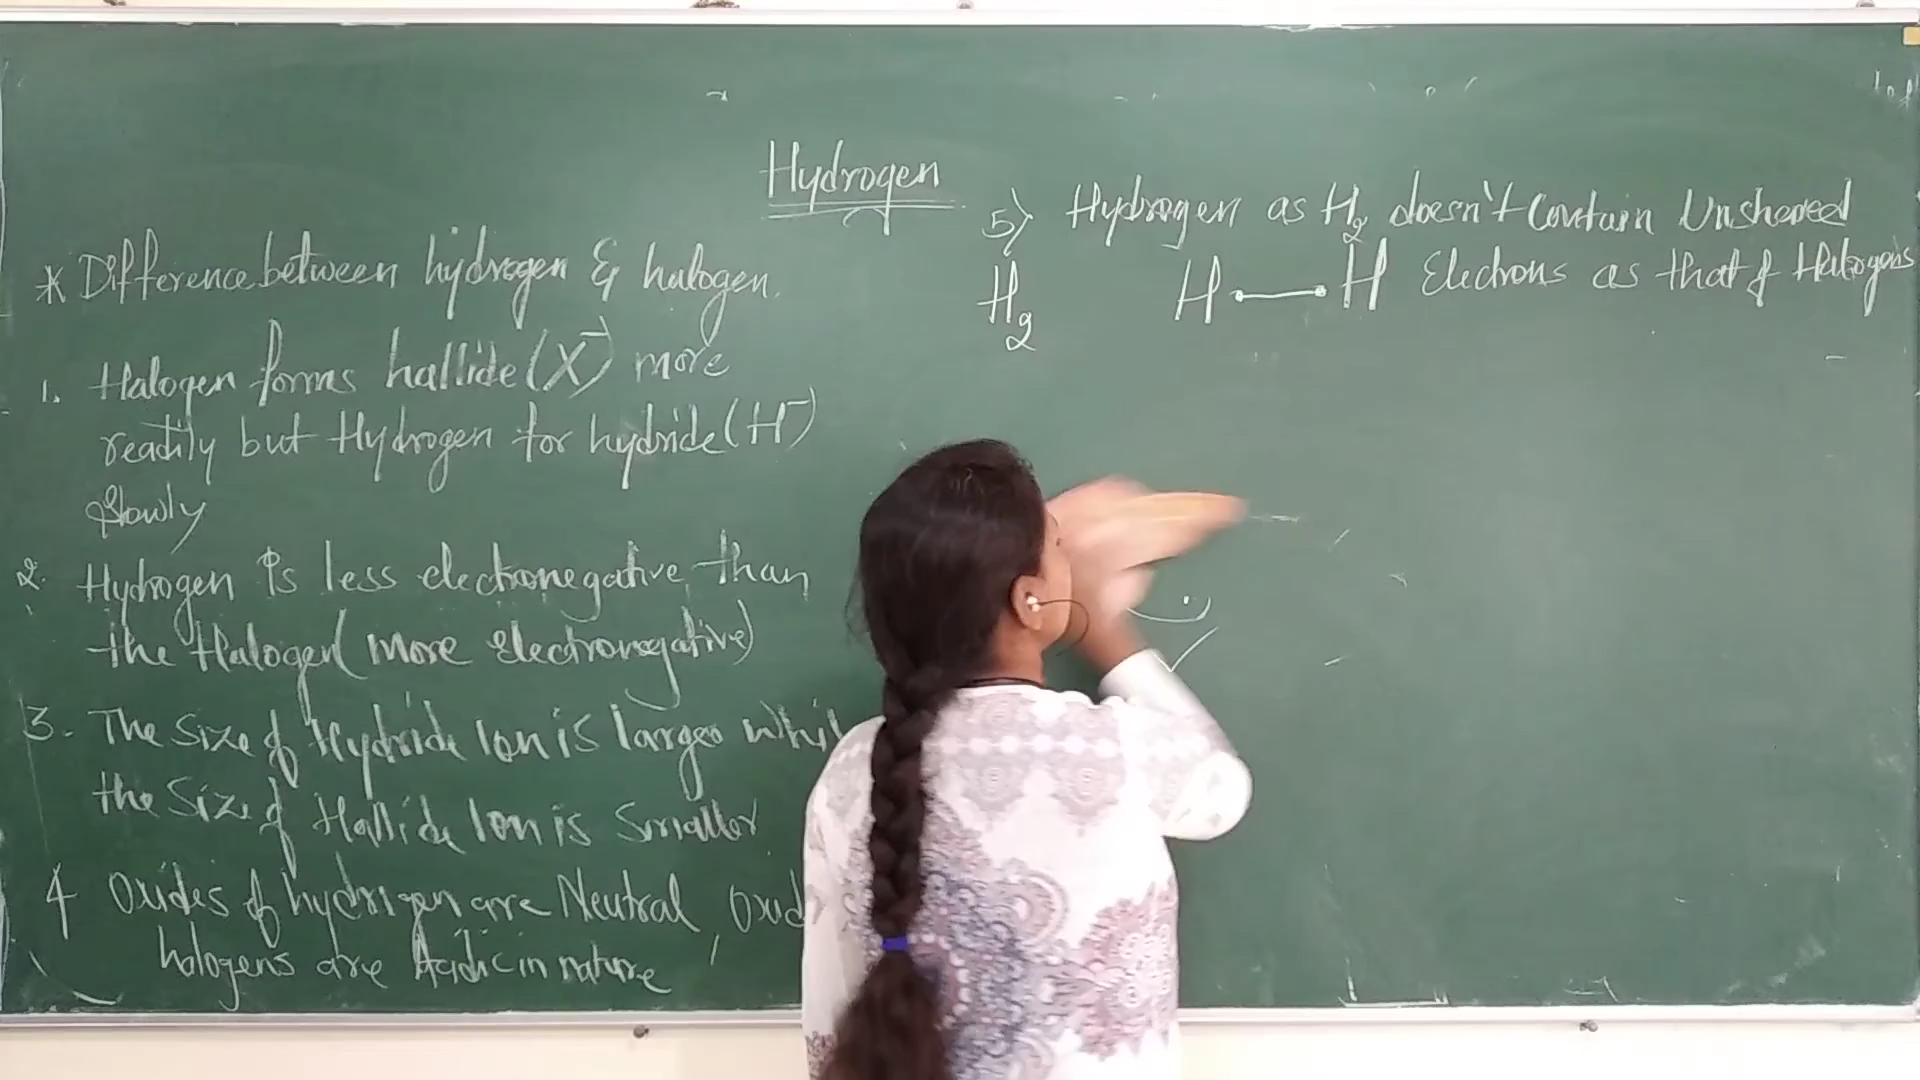 Hydrogen
* Difference between hydrogen & halogen.
1. Halogen forms hallide (X⁻) more
readily but Hydrogen for hydride (H⁻)
slowly
2. Hydrogen is less electronegative than
the Halogen (more electronegative)
3. The size of Hydride Ion is larger
the size of Hallide Ion is smaller
4 Oxides of hydrogen are Neutral,
halogens are Acidic in nature
5) Hydrogen as H₂ doesn't contain Unshared
H₂ H — H Electrons as that of Halogens